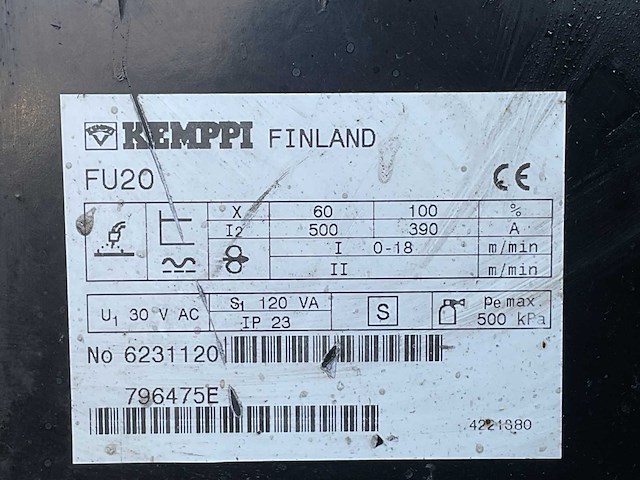 KEMPPI FINLAND
FU20 CE
X 60 100 %
I2 500 390 A
I 0-18 m/min
II m/min
U1 30 V AC S1 120 VA S pe max
IP 23 500 kPa
No 6231120
796475E
4221380